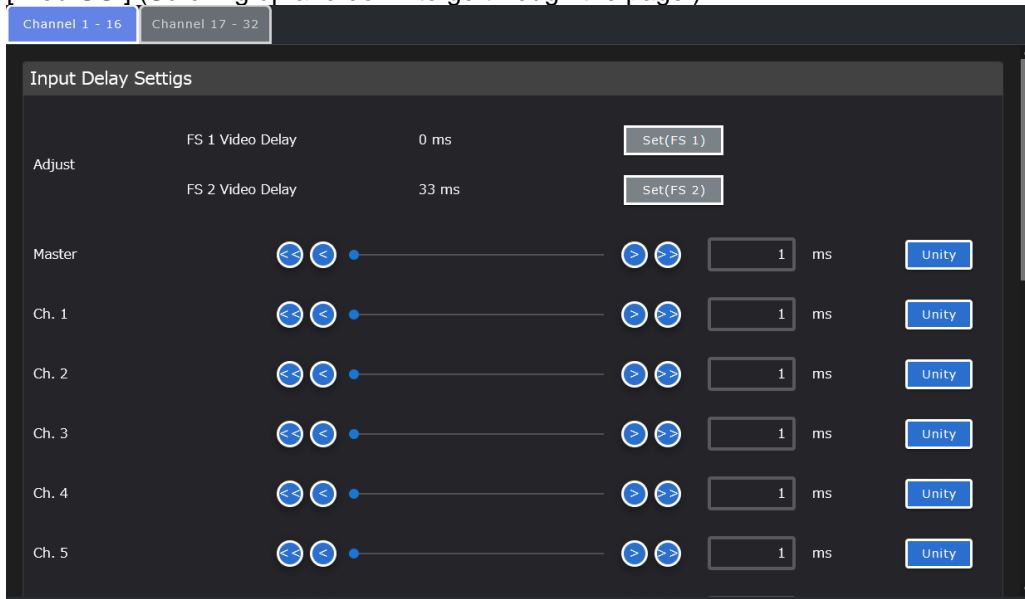 Channel 1 - 16 Channel 17 - 32
Input Delay Settigs
FS 1 Video Delay 0 ms Set(FS 1)
Adjust
FS 2 Video Delay 33 ms Set(FS 2)
Master << < > >> 1 ms Unity
Ch. 1 << < > >> 1 ms Unity
Ch. 2 << < > >> 1 ms Unity
Ch. 3 << < > >> 1 ms Unity
Ch. 4 << < > >> 1 ms Unity
Ch. 5 << < > >> 1 ms Unity